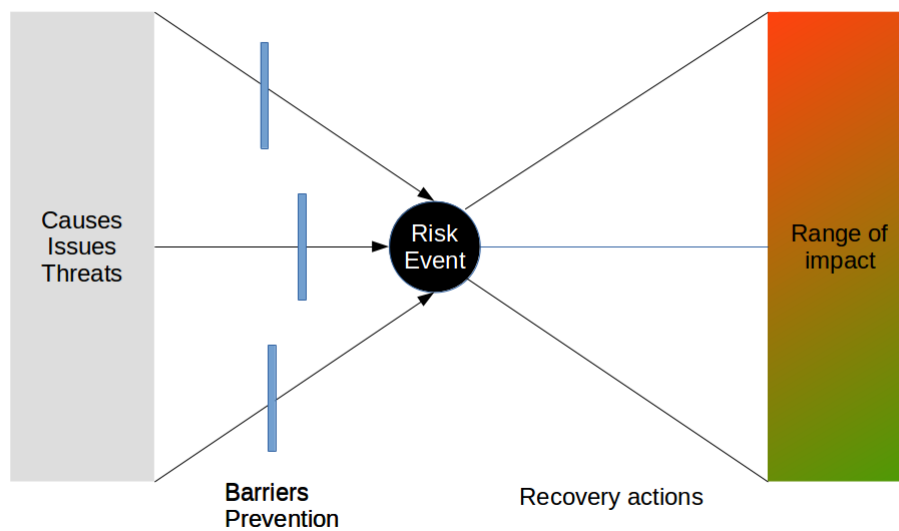 Causes
Issues
Threats
Risk
Event
Range of
impact
Barriers
Prevention
Recovery actions